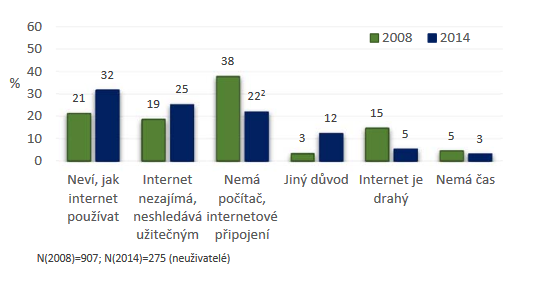 60
2008 2014
50
40
38
32
%
30
25
21
22²
19
20
15
12
10
5
5
3
3
0
Neví, jak
internet
používat
Internet
nezajímá,
neshledává
užitečným
Nemá
počítač,
internetové
připojení
Jiný důvod
Internet je
drahý
Nemá čas
N(2008)=907; N(2014)=275 (neuživatelé)